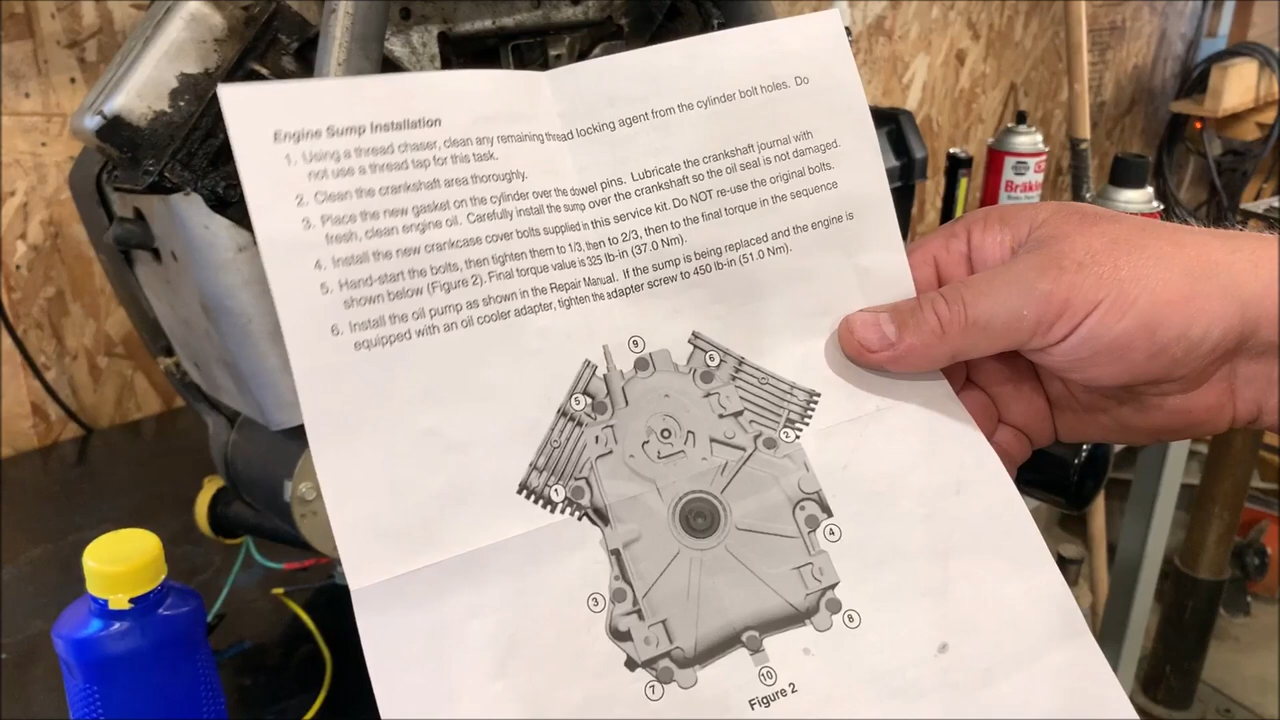 Engine Sump Installation
1. Using a thread chaser, clean any remaining thread locking agent from the cylinder bolt holes. Do
not use a thread tap for this task.
2. Clean the crankshaft area thoroughly.
3. Place the new gasket on the cylinder over the dowel pins. Lubricate the crankshaft journal with
fresh, clean engine oil. Carefully install the sump over the crankshaft so the oil seal is not damaged.
4. Install the new crankcase cover bolts supplied in this service kit. Do NOT re-use the original bolts.
5. Hand-start the bolts, then tighten them to 1/3, then to 2/3, then to the final torque in the sequence
shown below (Figure 2). Final torque value is 325 lb-in (37.0 Nm).
6. Install the oil pump as shown in the Repair Manual. If the sump is being replaced and the engine is
equipped with an oil cooler adapter, tighten the adapter screw to 450 lb-in (51.0 Nm).
9
6
5
2
1
4
3
8
10
7
Figure 2